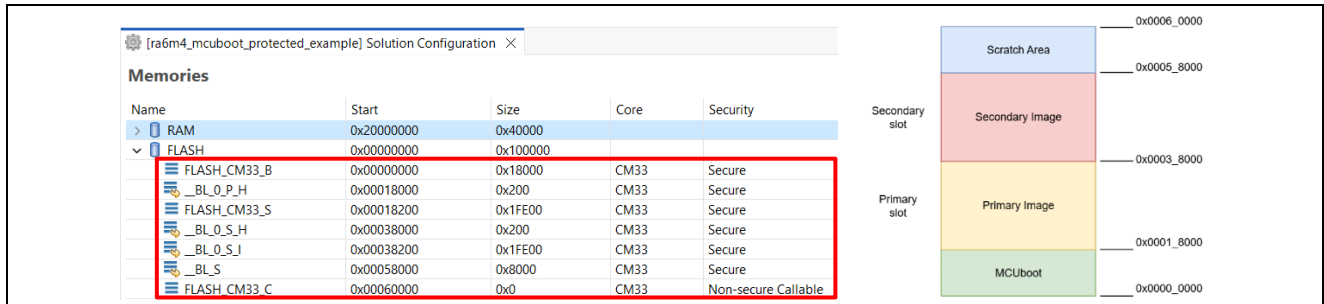 [ra6m4_mcuboot_protected_example] Solution Configuration
Memories
Name Start Size Core Security
RAM 0x20000000 0x40000
FLASH 0x00000000 0x100000
FLASH_CM33_B 0x00000000 0x18000 CM33 Secure
__BL_0_P_H 0x00018000 0x200 CM33 Secure
FLASH_CM33_S 0x00018200 0x1FE00 CM33 Secure
__BL_0_S_H 0x00038000 0x200 CM33 Secure
__BL_0_S_I 0x00038200 0x1FE00 CM33 Secure
__BL_S 0x00058000 0x8000 CM33 Secure
FLASH_CM33_C 0x00060000 0x0 CM33 Non-secure Callable
0x0006_0000
Scratch Area
0x0005_8000
Secondary
slot
Secondary Image
0x0003_8000
Primary
slot
Primary Image
0x0001_8000
MCUboot
0x0000_0000